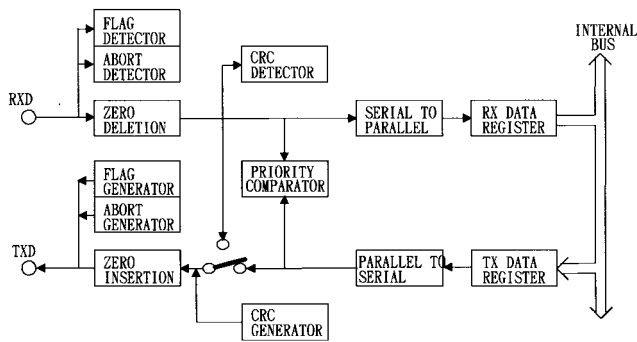 FLAG
DETECTOR
ABORT
DETECTOR
CRC
DETECTOR
INTERNAL
BUS
RXD
ZERO
DELETION
SERIAL TO
PARALLEL
RX DATA
REGISTER
FLAG
GENERATOR
ABORT
GENERATOR
PRIORITY
COMPARATOR
TXD
ZERO
INSERTION
PARALLEL TO
SERIAL
TX DATA
REGISTER
CRC
GENERATOR